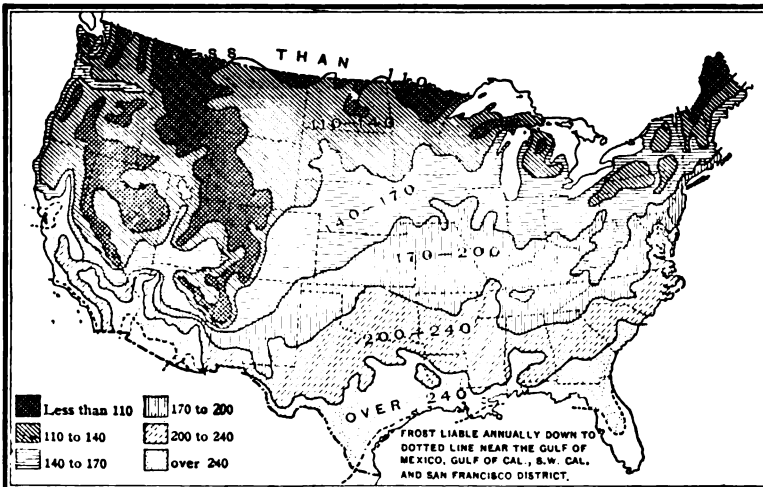 LESS THAN 110
110–140
140–170
170–200
200–240
OVER 240
Less than 110
110 to 140
140 to 170
170 to 200
200 to 240
over 240
FROST LIABLE ANNUALLY DOWN TO
DOTTED LINE NEAR THE GULF OF
MEXICO, GULF OF CAL., S.W. CAL.
AND SAN FRANCISCO DISTRICT.